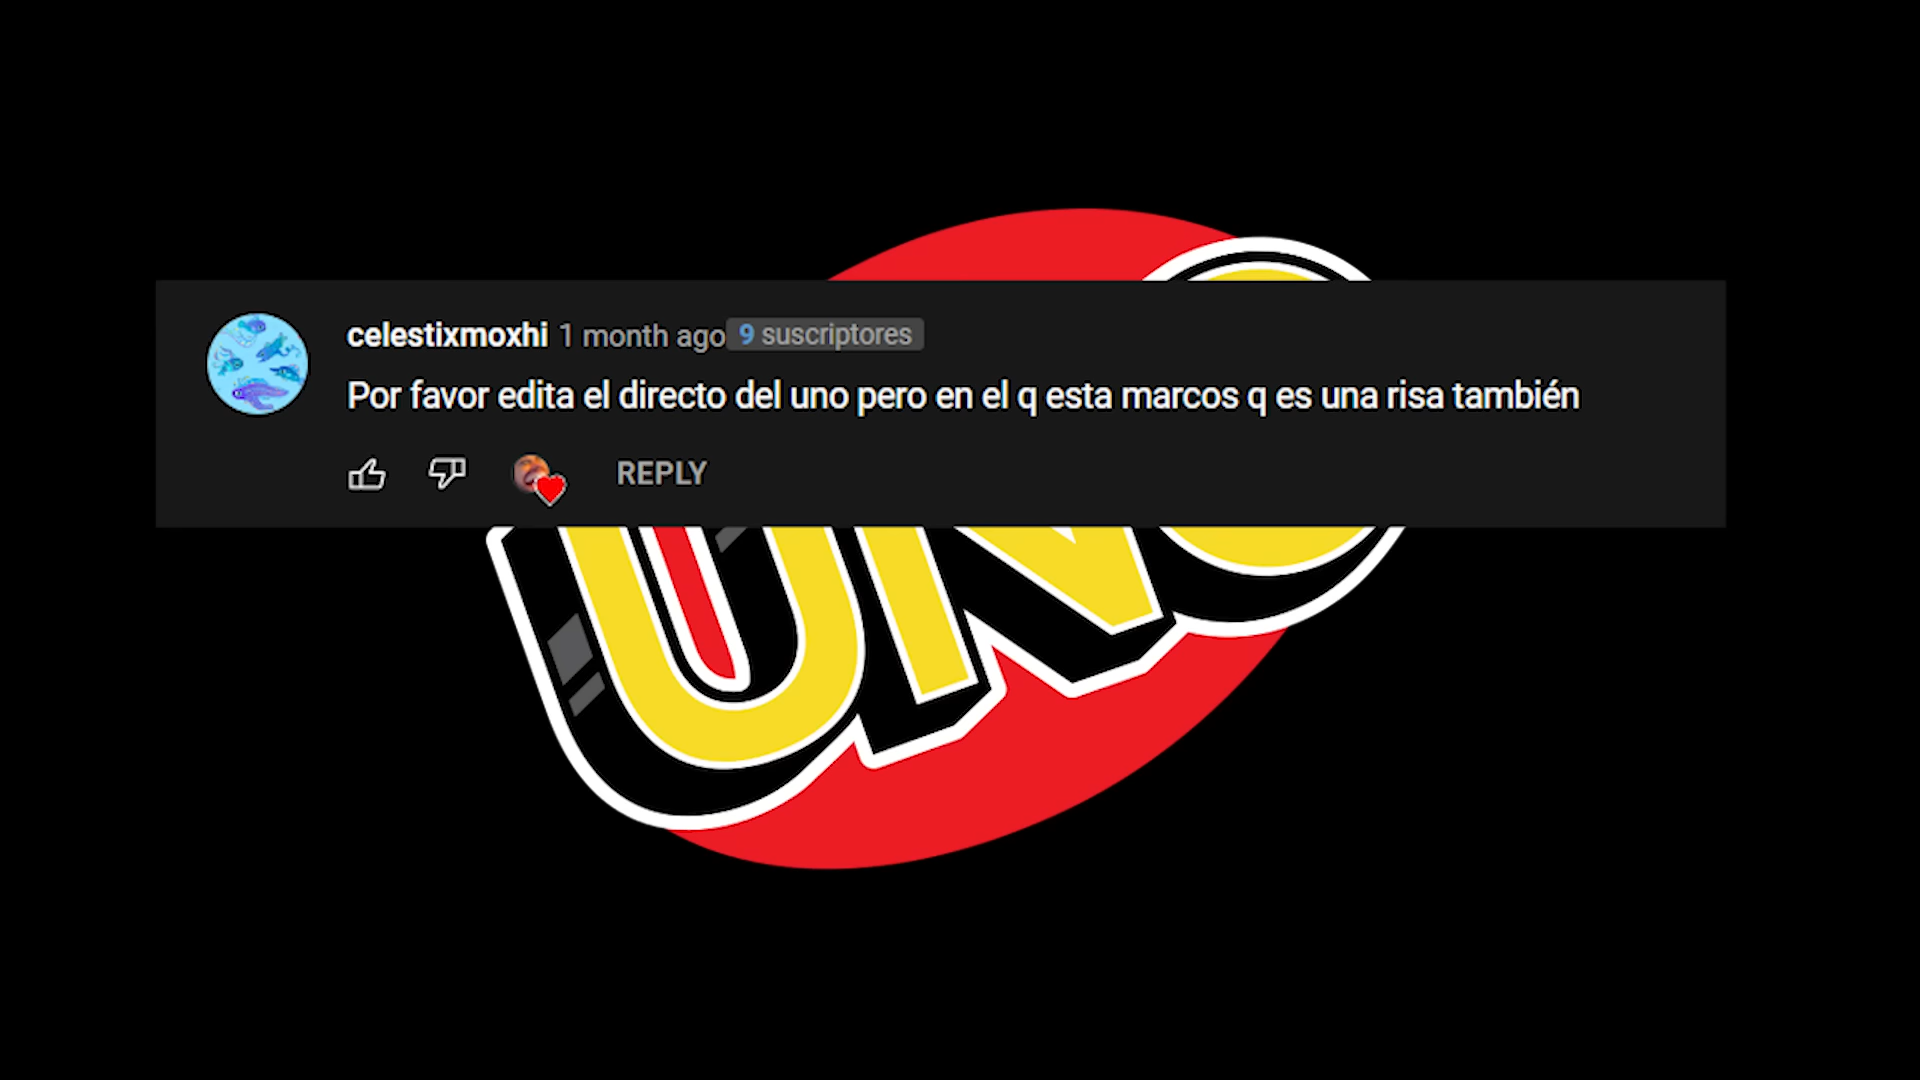 celestixmoxhi 1 month ago 9 suscriptores
Por favor edita el directo del uno pero en el q esta marcos q es una risa también
REPLY
UNO